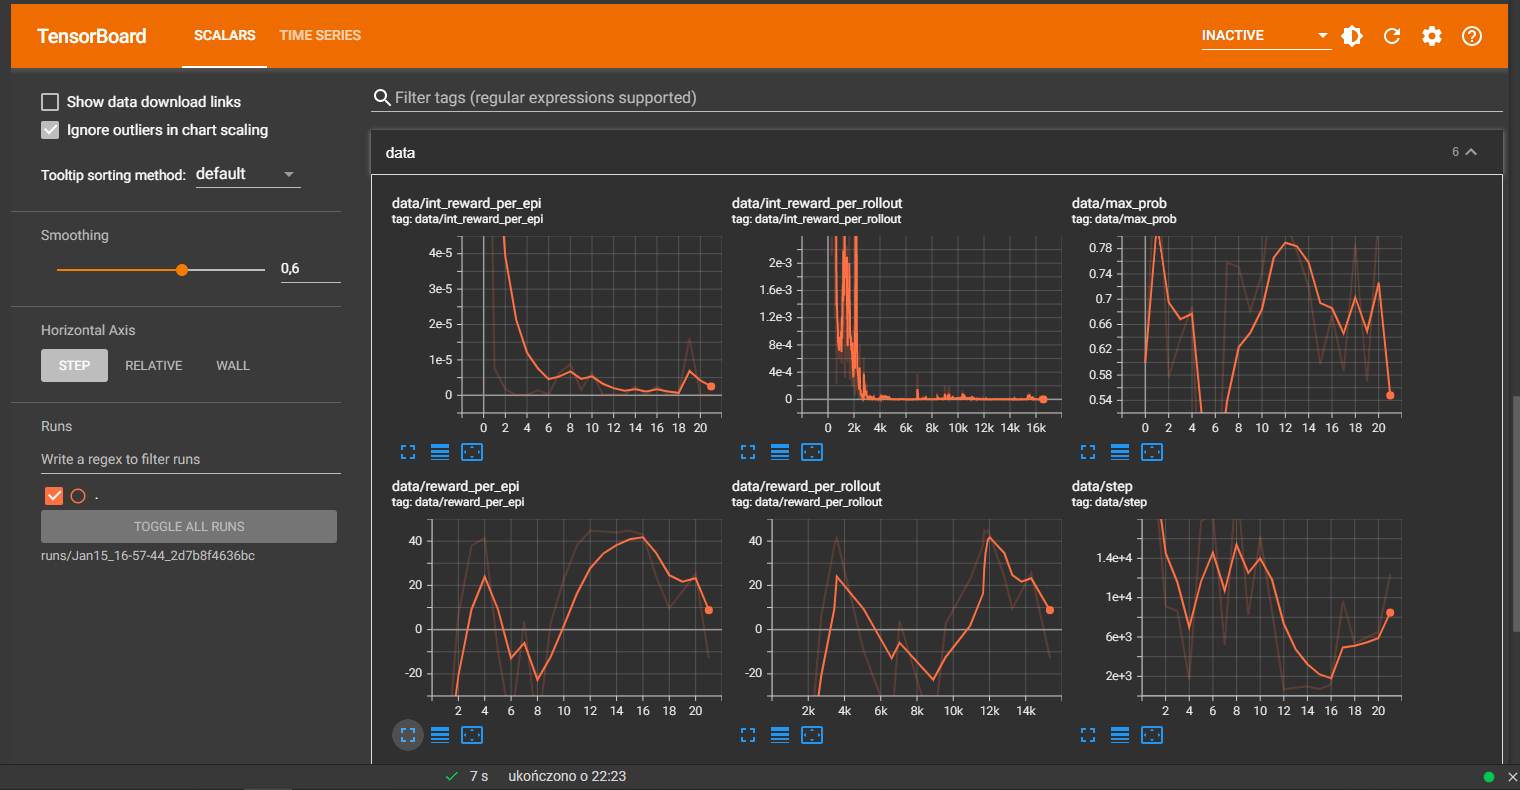 TensorBoard SCALARS TIME SERIES INACTIVE
Show data download links
Ignore outliers in chart scaling
Tooltip sorting method: default
Smoothing
0,6
Horizontal Axis
STEP RELATIVE WALL
Runs
Write a regex to filter runs
.
TOGGLE ALL RUNS
runs/Jan15_16-57-44_2d7b8f4636bc
Filter tags (regular expressions supported)
data 6
data/int_reward_per_epi
tag: data/int_reward_per_epi
4e-5
3e-5
2e-5
1e-5
0
0 2 4 6 8 10 12 14 16 18 20
data/int_reward_per_rollout
tag: data/int_reward_per_rollout
2e-3
1.6e-3
1.2e-3
8e-4
4e-4
0
0 2k 4k 6k 8k 10k 12k 14k 16k
data/max_prob
tag: data/max_prob
0.78
0.74
0.7
0.66
0.62
0.58
0.54
0 2 4 6 8 10 12 14 16 18 20
data/reward_per_epi
tag: data/reward_per_epi
40
20
0
-20
2 4 6 8 10 12 14 16 18 20
data/reward_per_rollout
tag: data/reward_per_rollout
40
20
0
-20
2k 4k 6k 8k 10k 12k 14k
data/step
tag: data/step
1.4e+4
1e+4
6e+3
2e+3
2 4 6 8 10 12 14 16 18 20
7 s ukończono o 22:23